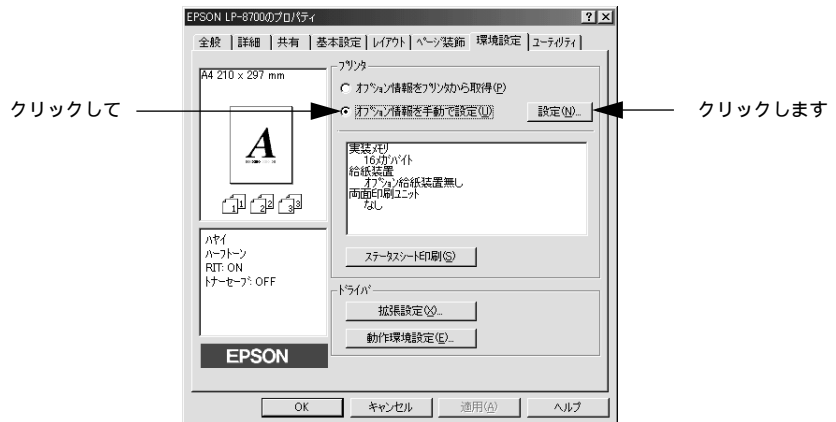 EPSON LP-8700のプロパティ
全般 詳細 共有 基本設定 レイアウト ページ装飾 環境設定 ユーティリティ
A4 210 x 297 mm
A
1 1 2 2 3 3
ハヤイ
ハーフトーン
RIT: ON
トナーセーブ: OFF
EPSON
プリンタ
オプション情報をプリンタから取得(P)
クリックして
オプション情報を手動で設定(U)
設定(N)...
クリックします
実装メモリ
16メガバイト
給紙装置
オプション給紙装置無し
両面印刷ユニット
なし
ステータスシート印刷(S)
ドライバ
拡張設定(X)...
動作環境設定(E)...
OK キャンセル 適用(A) ヘルプ